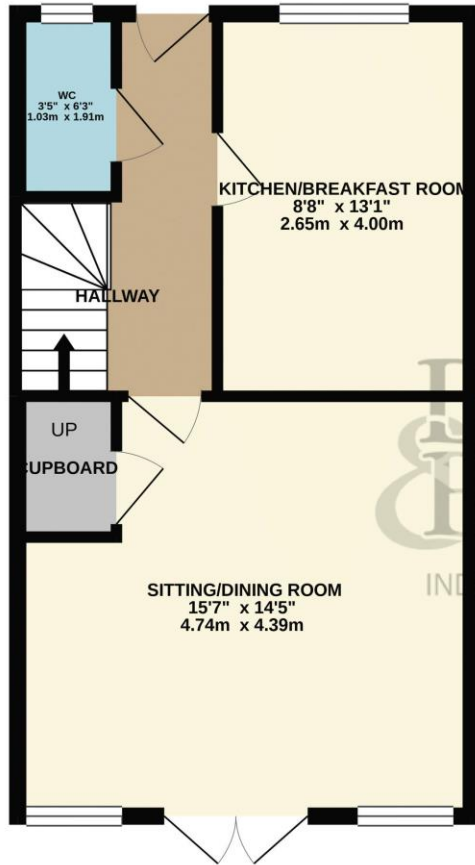 WC
3'5" x 6'3"
1.03m x 1.91m
KITCHEN/BREAKFAST ROOM
8'8" x 13'1"
2.65m x 4.00m
HALLWAY
UP
CUPBOARD
SITTING/DINING ROOM
15'7" x 14'5"
4.74m x 4.39m
&
IND